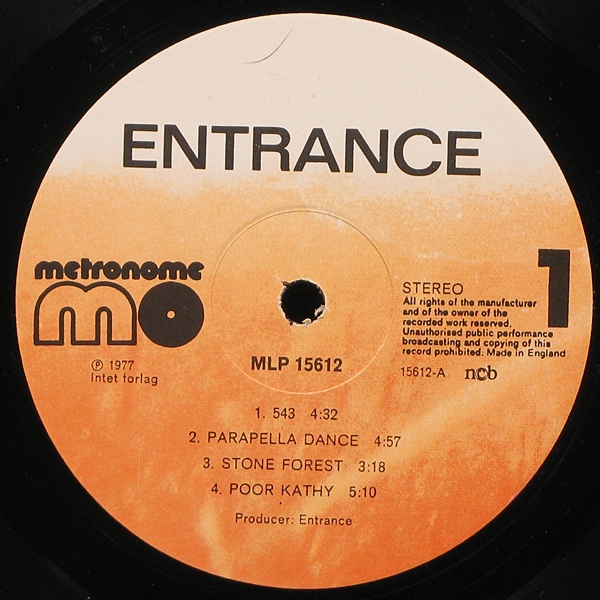 ENTRANCE
metronome
mo
℗ 1977
Intet forlag
MLP 15612
1
STEREO
All rights of the manufacturer
and of the owner of the
recorded work reserved.
Unauthorised public performance
broadcasting and copying of this
record prohibited. Made in England
15612-A ncb
1. 543 4:32
2. PARAPELLA DANCE 4:57
3. STONE FOREST 3:18
4. POOR KATHY 5:10
Producer: Entrance